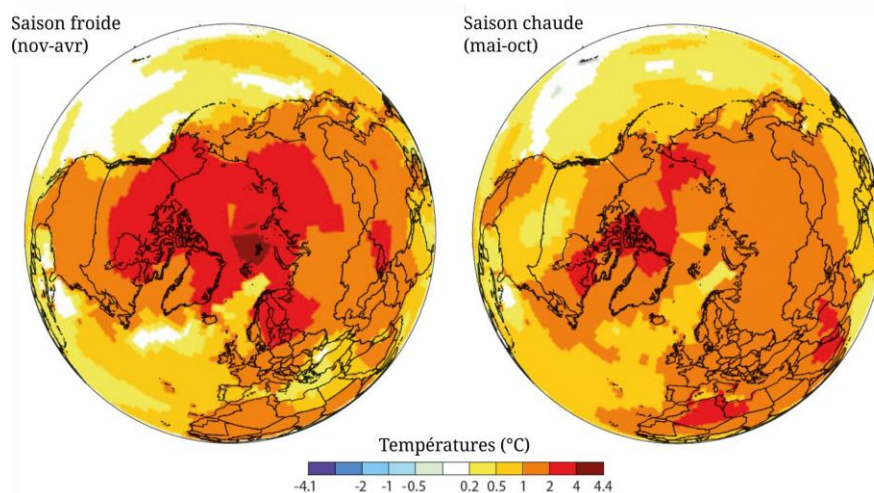 Saison froide
(nov-avr)
Saison chaude
(mai-oct)
Températures (°C)
-4.1 -2 -1 -0.5 0.2 0.5 1 2 4 4.4